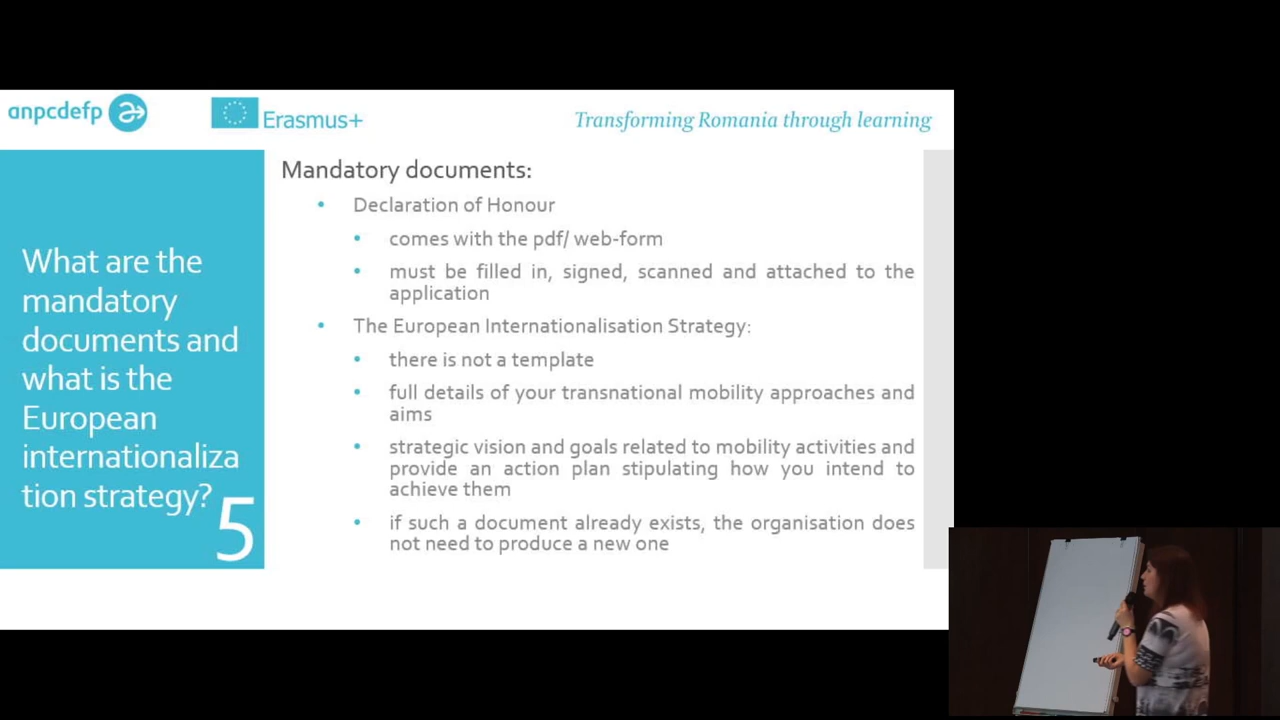 anpcdefp
Erasmus+
Transforming Romania through learning
What are the
mandatory
documents and
what is the
European
internationaliza
tion strategy?
5
Mandatory documents:
• Declaration of Honour
• comes with the pdf/ web-form
• must be filled in, signed, scanned and attached to the
application
• The European Internationalisation Strategy:
• there is not a template
• full details of your transnational mobility approaches and
aims
• strategic vision and goals related to mobility activities and
provide an action plan stipulating how you intend to
achieve them
• if such a document already exists, the organisation does
not need to produce a new one